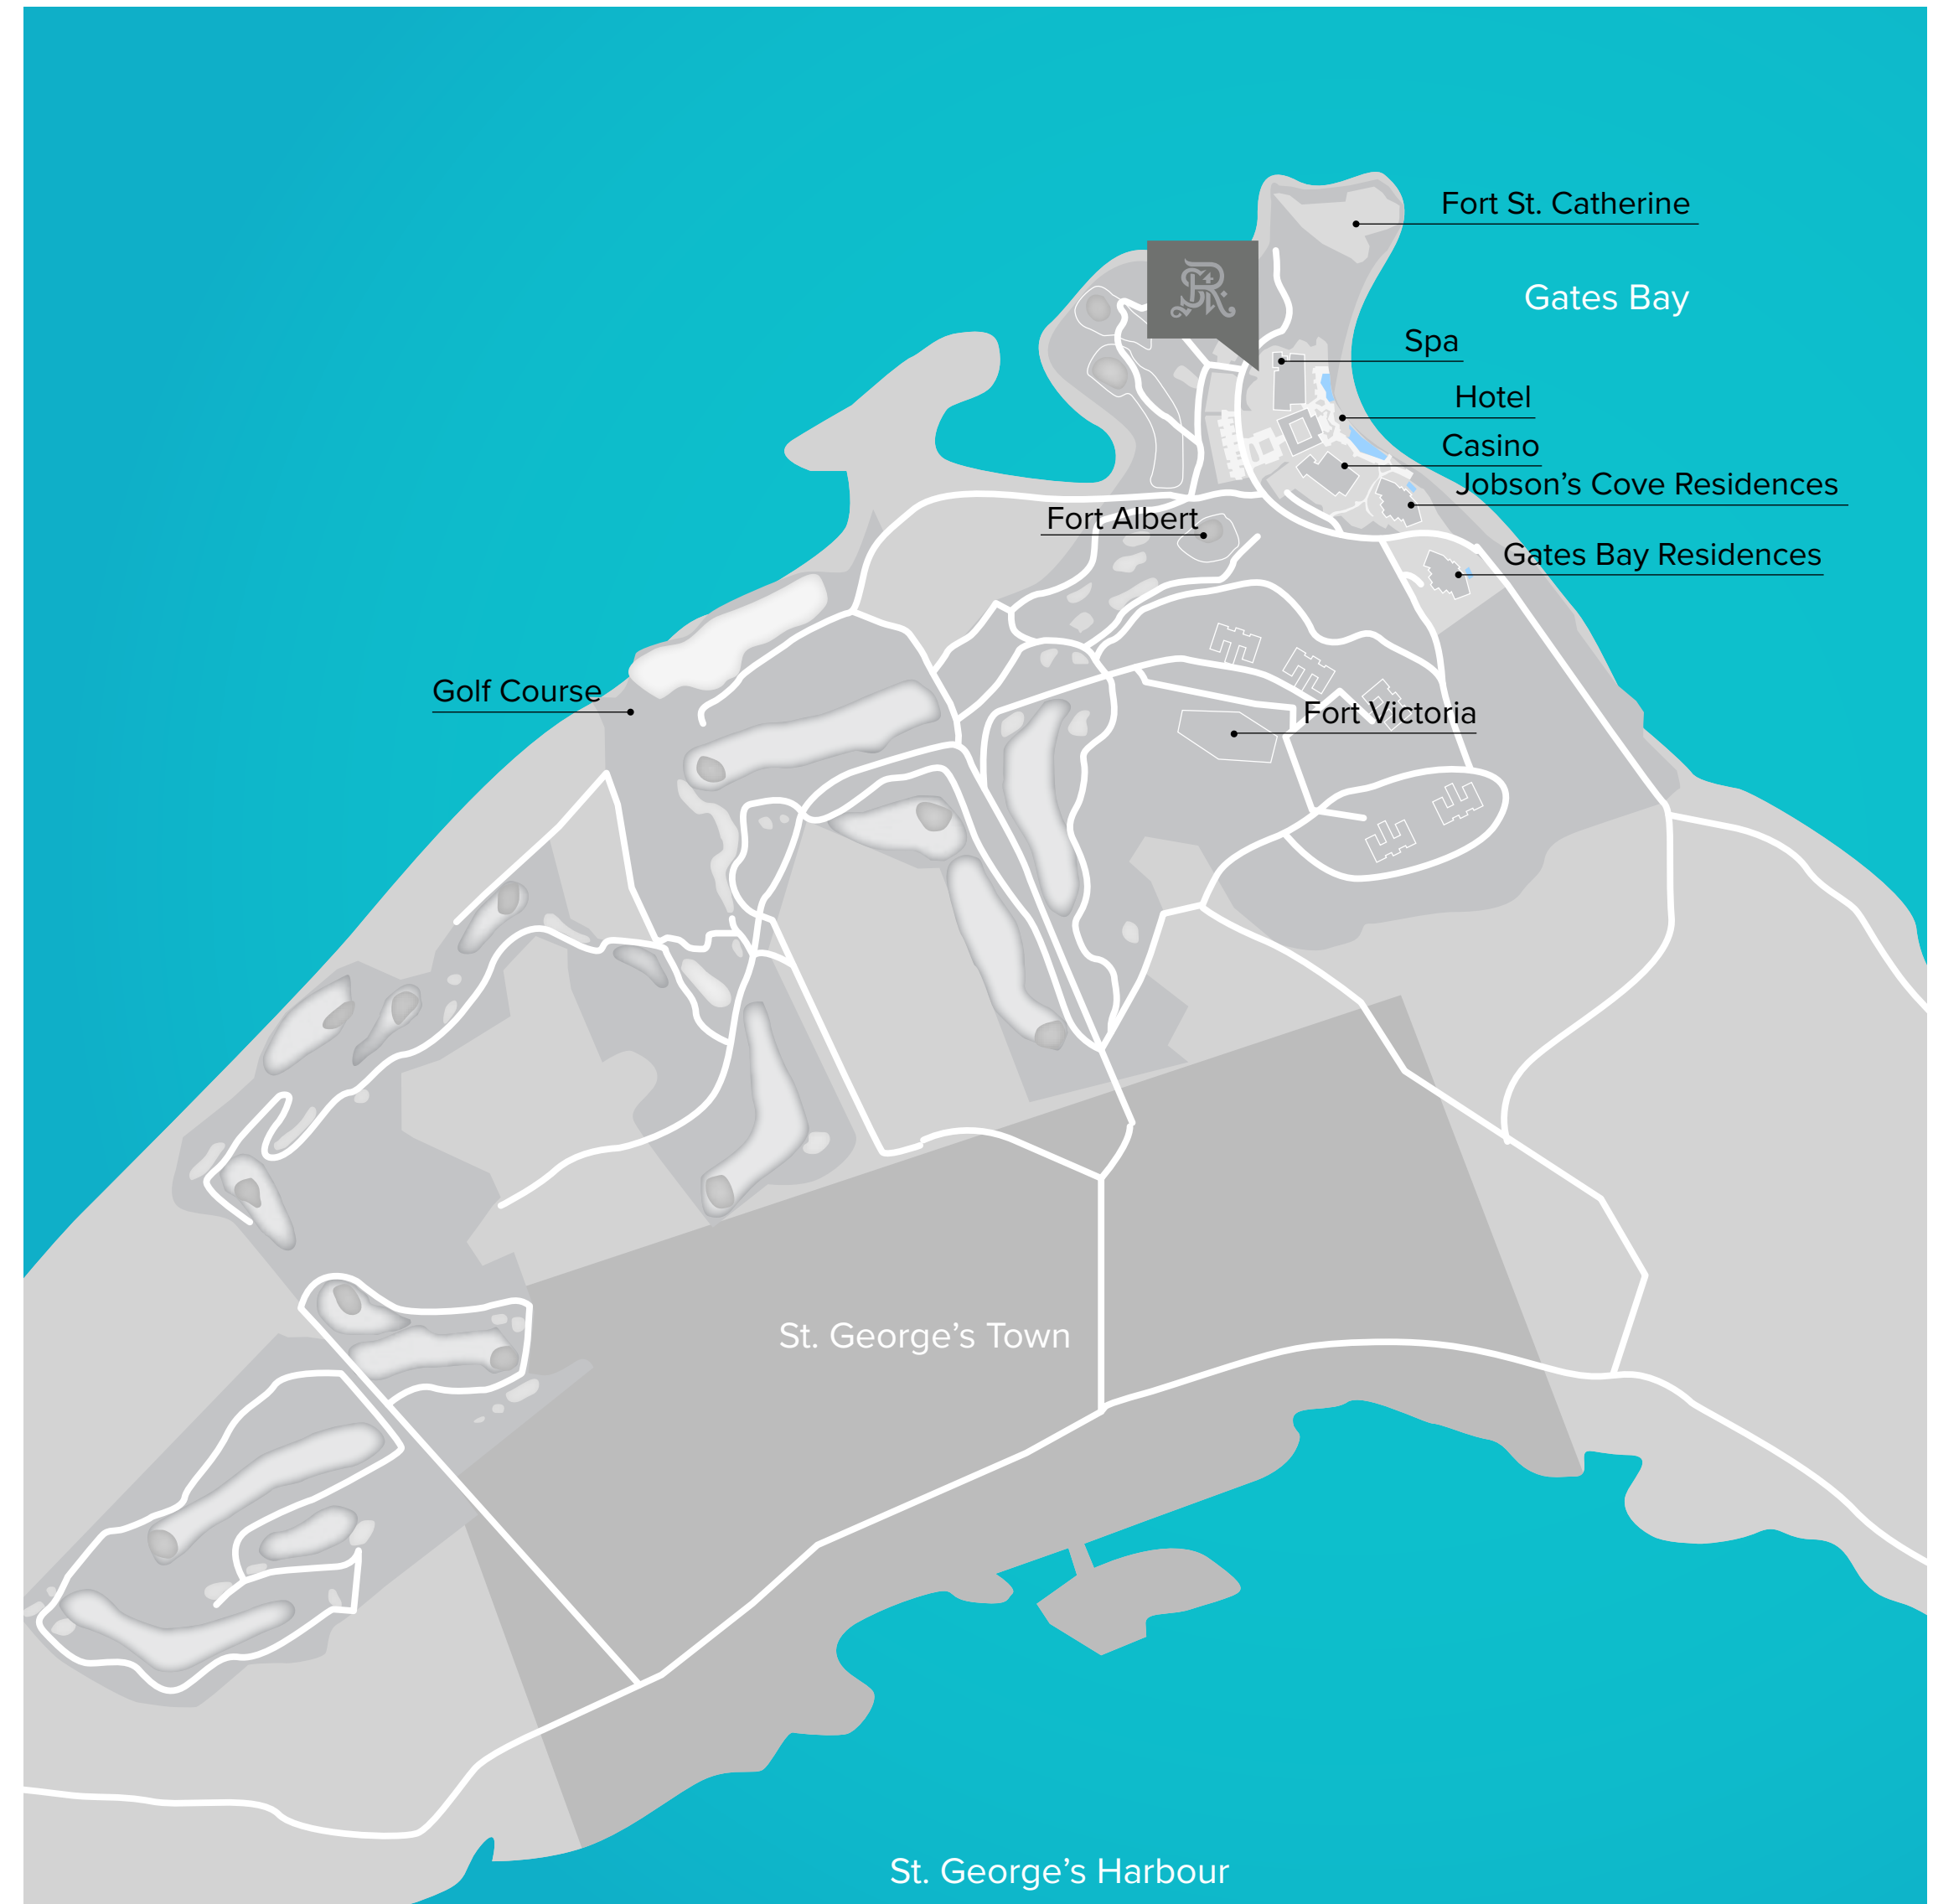 Fort St. Catherine
Gates Bay
Spa
Hotel
Casino
Jobson’s Cove Residences
Fort Albert
Gates Bay Residences
Golf Course
Fort Victoria
St. George’s Town
St. George’s Harbour